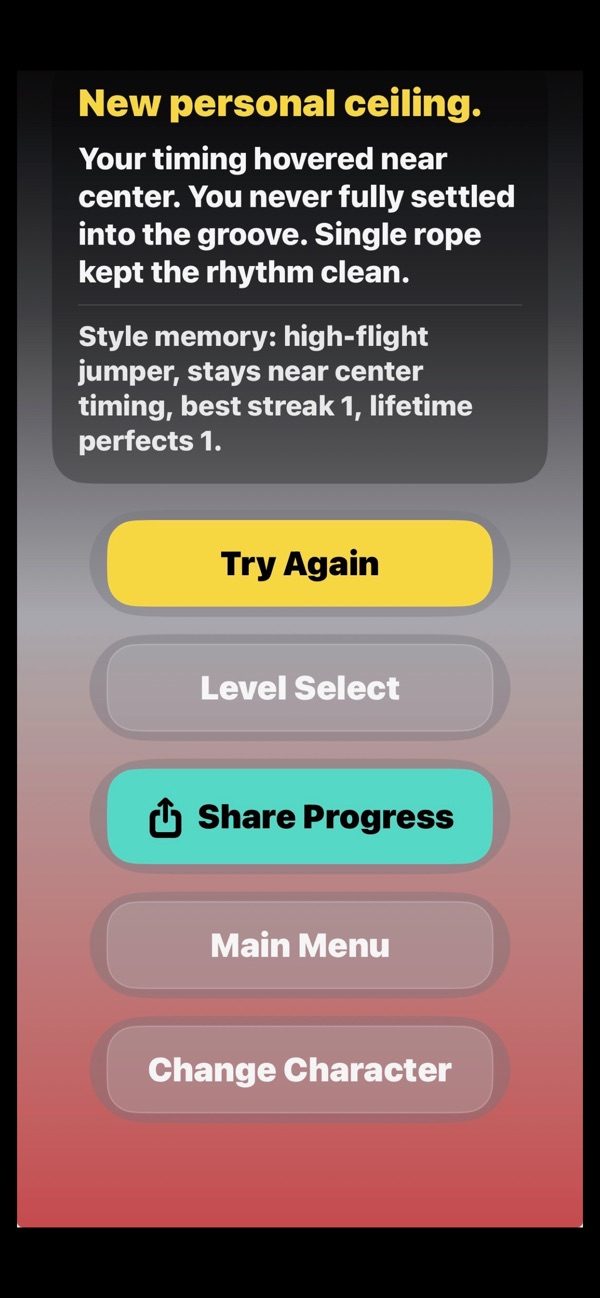 New personal ceiling.
Your timing hovered near
center. You never fully settled
into the groove. Single rope
kept the rhythm clean.
Style memory: high-flight
jumper, stays near center
timing, best streak 1, lifetime
perfects 1.
Try Again
Level Select
Share Progress
Main Menu
Change Character